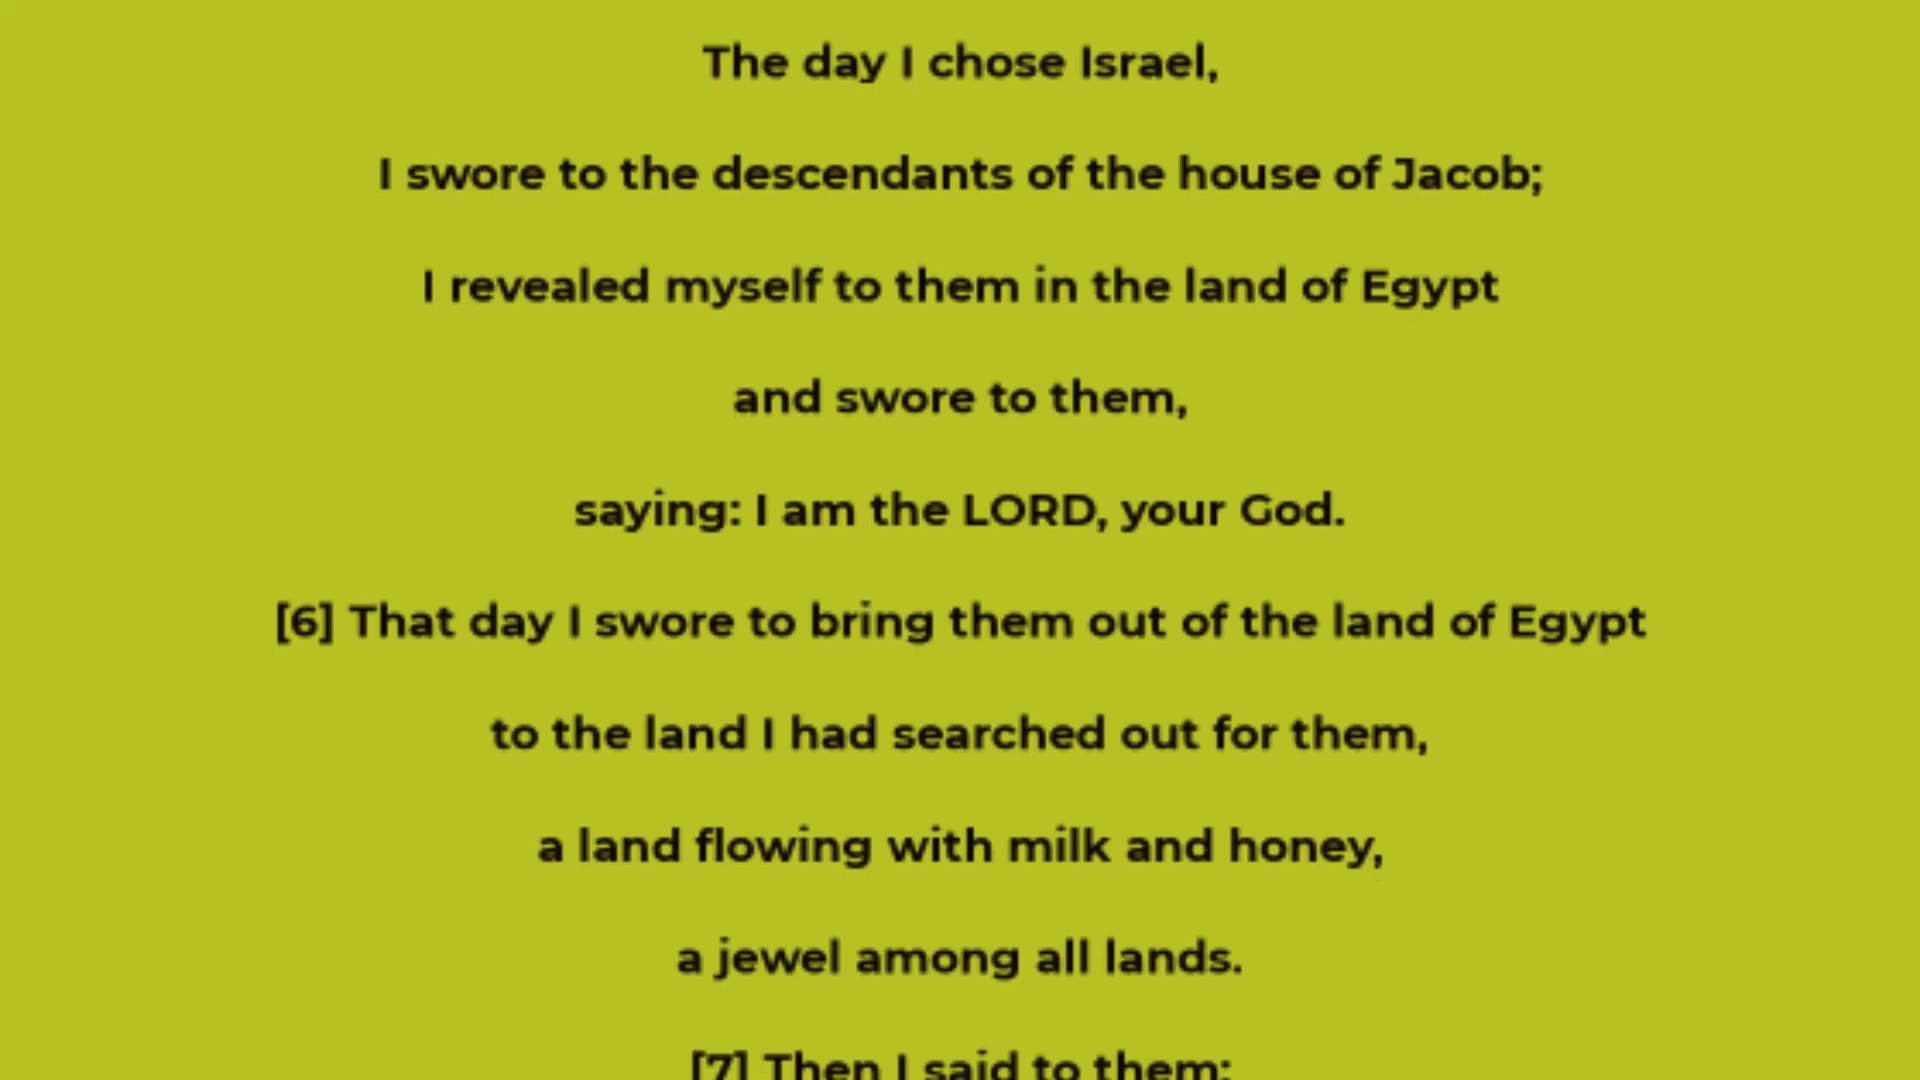 The day I chose Israel,
I swore to the descendants of the house of Jacob;
I revealed myself to them in the land of Egypt
and swore to them,
saying: I am the LORD, your God.
[6] That day I swore to bring them out of the land of Egypt
to the land I had searched out for them,
a land flowing with milk and honey,
a jewel among all lands.
[7] Then I said to them: